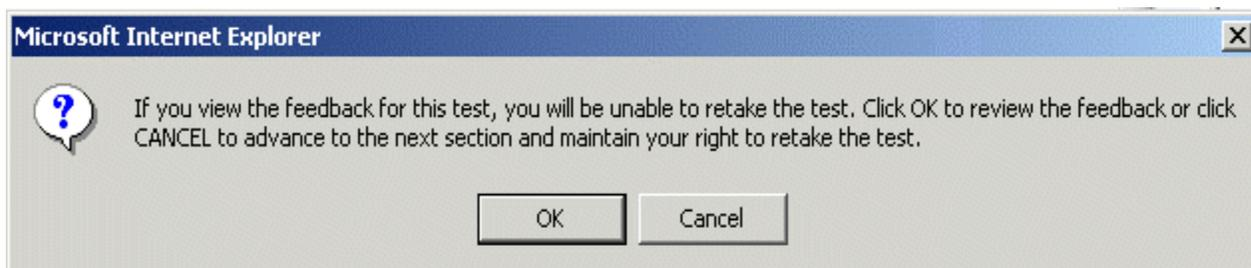 Microsoft Internet Explorer
If you view the feedback for this test, you will be unable to retake the test. Click OK to review the feedback or click
CANCEL to advance to the next section and maintain your right to retake the test.
OK
Cancel